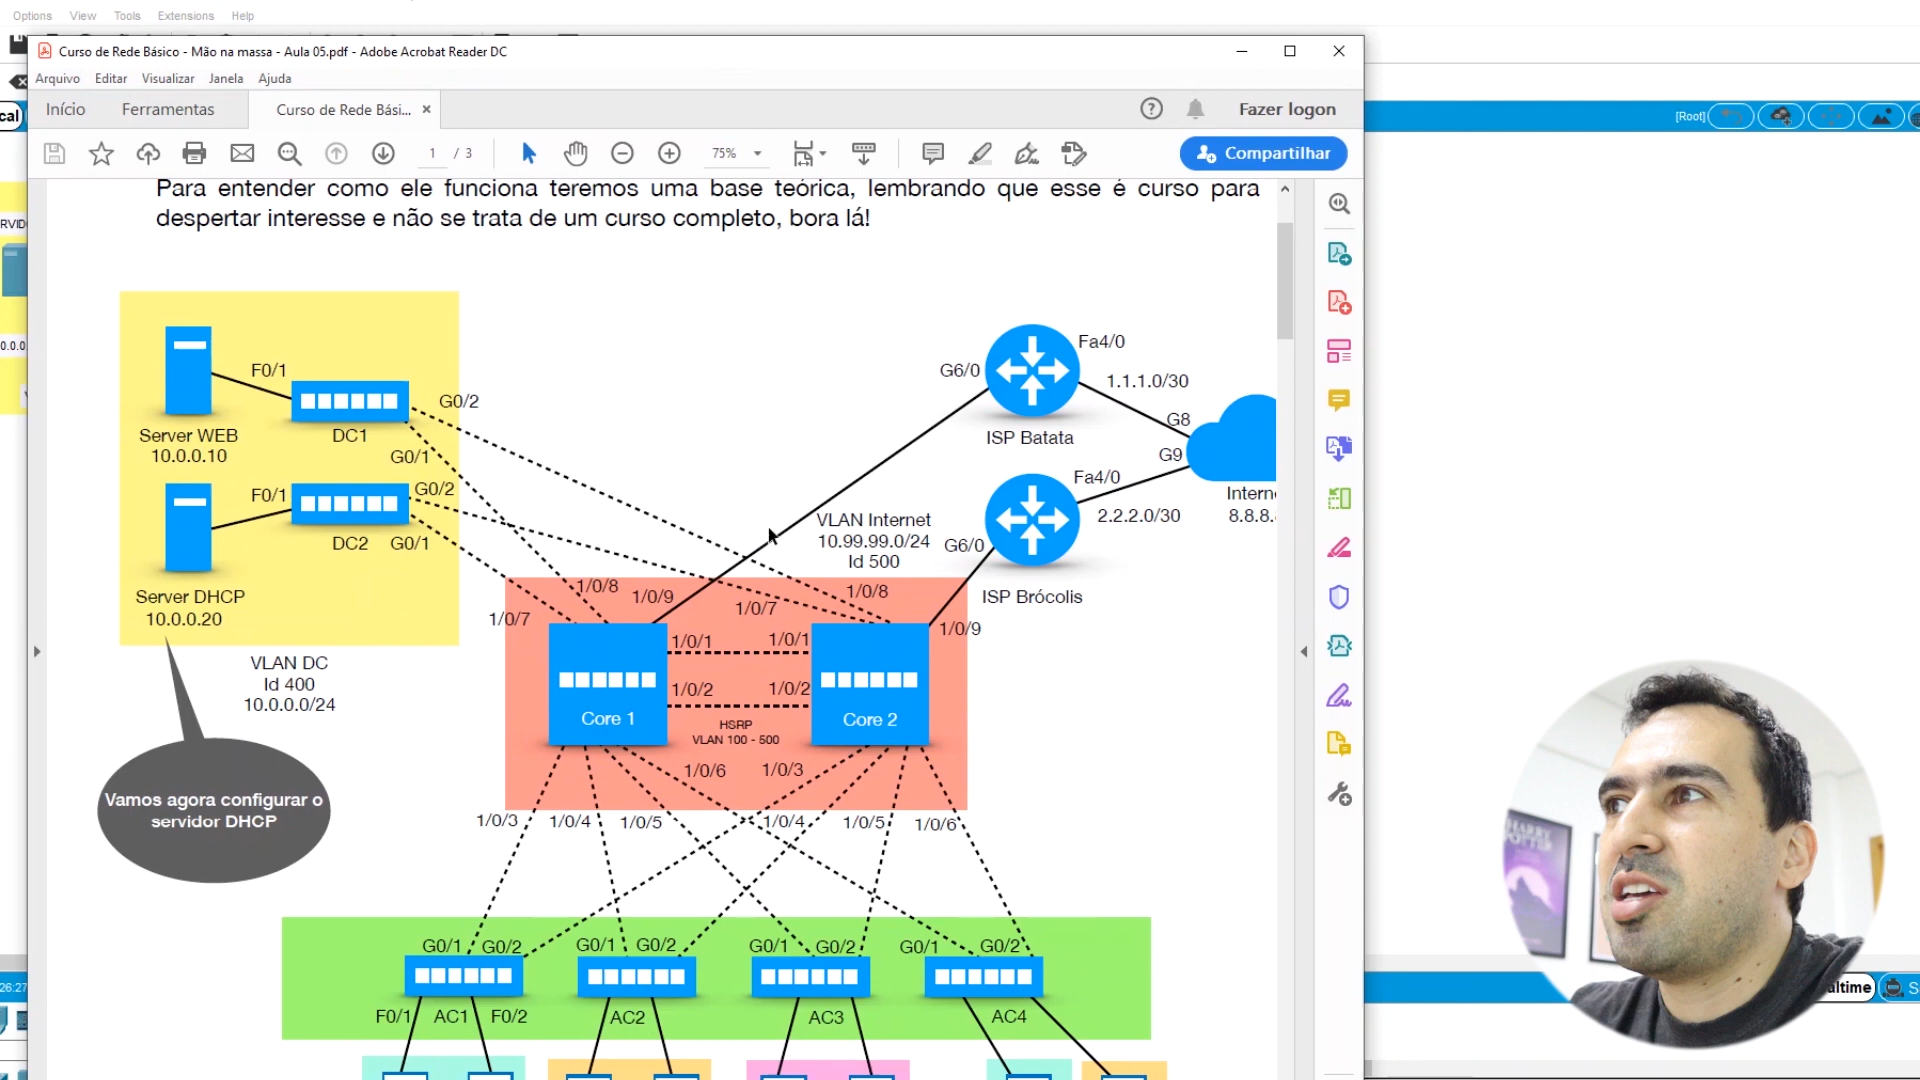 Options View Tools Extensions Help
Curso de Rede Básico - Mão na massa - Aula 05.pdf - Adobe Acrobat Reader DC
Arquivo Editar Visualizar Janela Ajuda
Início Ferramentas Curso de Rede Bási... × Fazer logon
1 / 3 75% Compartilhar
[Root]
Para entender como ele funciona teremos uma base teórica, lembrando que esse é curso para
despertar interesse e não se trata de um curso completo, bora lá!
Server WEB
10.0.0.10
F0/1
DC1
G0/2
G0/1
Server DHCP
10.0.0.20
F0/1
DC2
G0/2
G0/1
VLAN DC
Id 400
10.0.0.0/24
Vamos agora configurar o
servidor DHCP
G6/0
Fa4/0
1.1.1.0/30
ISP Batata
G8
G9
Fa4/0
2.2.2.0/30
G6/0
ISP Brócolis
Intern
8.8.8.
VLAN Internet
10.99.99.0/24
Id 500
1/0/7
1/0/8
1/0/9
1/0/7
1/0/8
1/0/9
1/0/1 1/0/1
1/0/2 1/0/2
Core 1
Core 2
HSRP
VLAN 100 - 500
1/0/6 1/0/3
1/0/3 1/0/4 1/0/5 1/0/4 1/0/5 1/0/6
G0/1 G0/2 G0/1 G0/2 G0/1 G0/2 G0/1 G0/2
F0/1 AC1 F0/2 AC2 AC3 AC4
HARRY
POTTER
altime
26:27